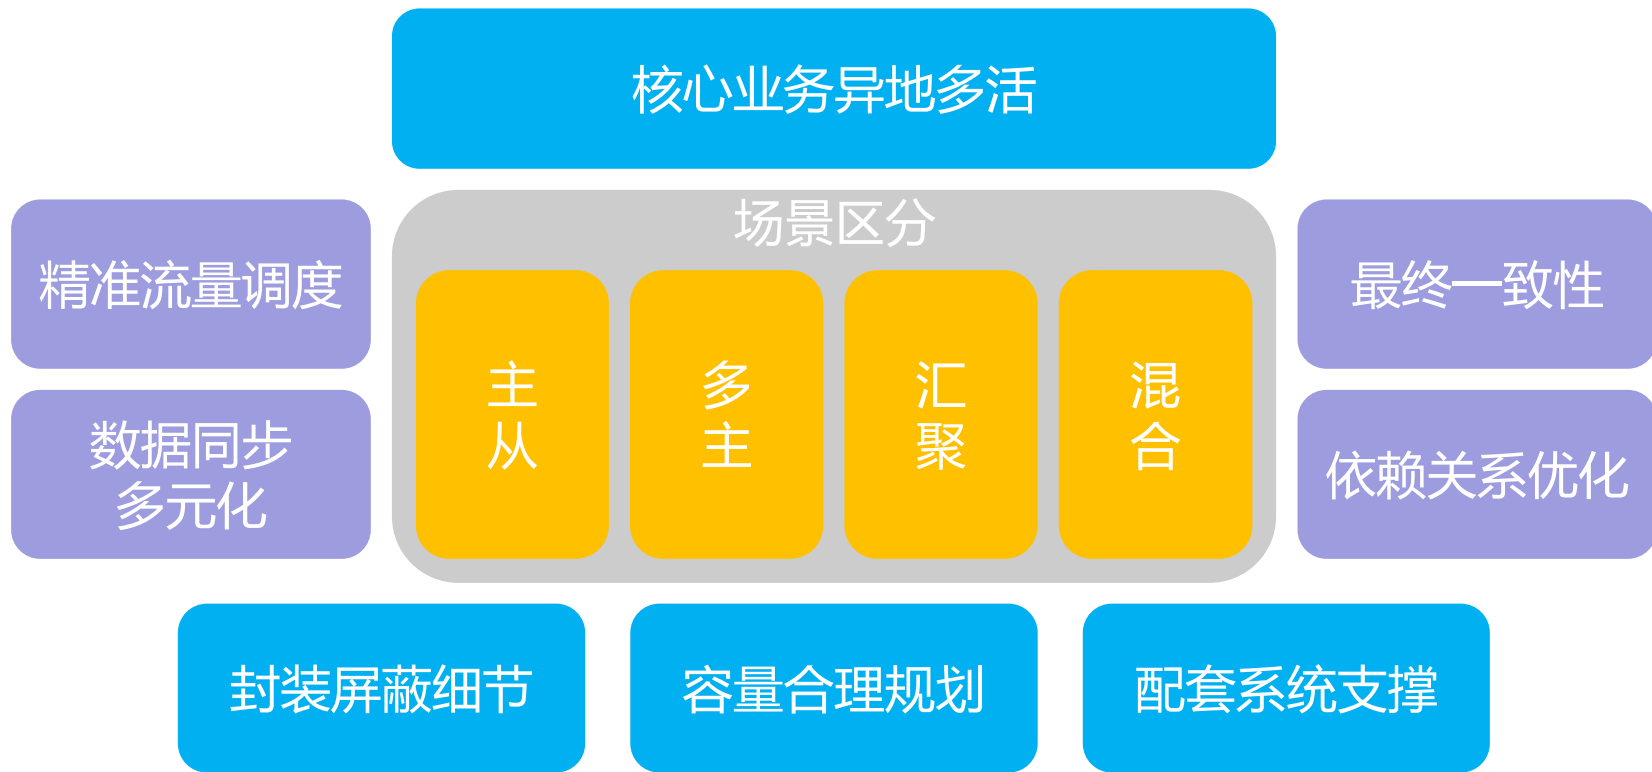 核心业务异地多活
场景区分
精准流量调度
数据同步
多元化
主
从
多
主
汇
聚
混
合
最终一致性
依赖关系优化
封装屏蔽细节
容量合理规划
配套系统支撑